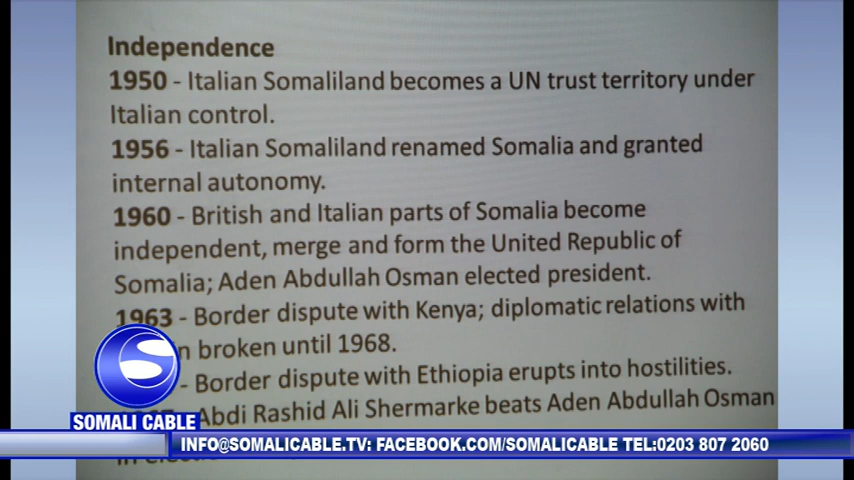 Independence
1950 - Italian Somaliland becomes a UN trust territory under
Italian control.
1956 - Italian Somaliland renamed Somalia and granted
internal autonomy.
1960 - British and Italian parts of Somalia become
independent, merge and form the United Republic of
Somalia; Aden Abdullah Osman elected president.
1963 - Border dispute with Kenya; diplomatic relations with
broken until 1968.
- Border dispute with Ethiopia erupts into hostilities.
Abdi Rashid Ali Shermarke beats Aden Abdullah Osman
S
SOMALI CABLE
INFO@SOMALICABLE.TV: FACEBOOK.COM/SOMALICABLE TEL:0203 807 2060